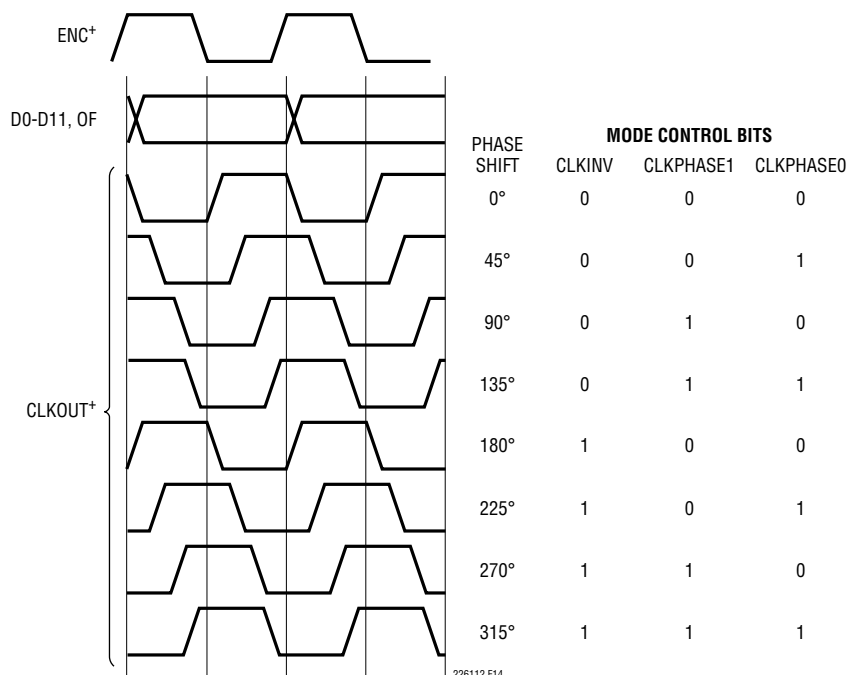 ENC+
D0-D11, OF
CLKOUT+
MODE CONTROL BITS
PHASE SHIFT CLKINV CLKPHASE1 CLKPHASE0
0° 0 0 0
45° 0 0 1
90° 0 1 0
135° 0 1 1
180° 1 0 0
225° 1 0 1
270° 1 1 0
315° 1 1 1
226112 F14